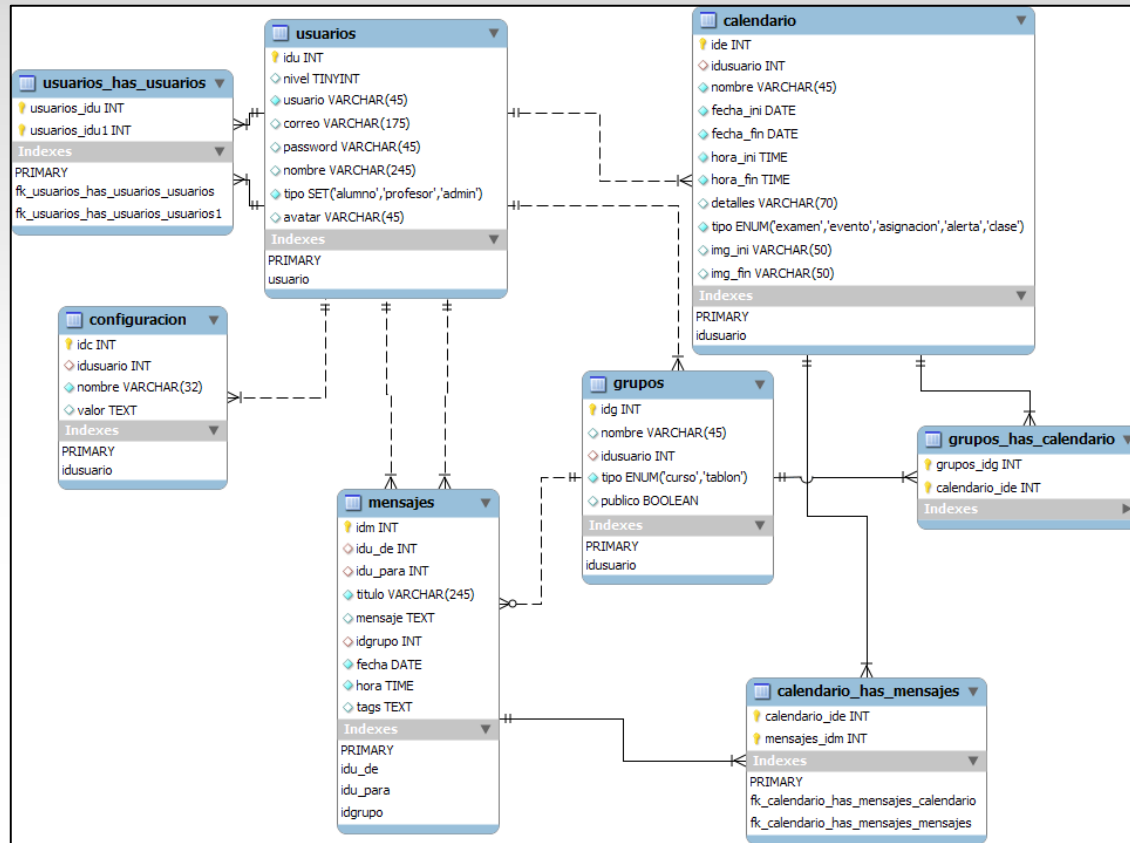 usuarios
idu INT
nivel TINYINT
usuario VARCHAR(45)
correo VARCHAR(175)
password VARCHAR(45)
nombre VARCHAR(245)
tipo SET('alumno','profesor','admin')
avatar VARCHAR(45)
Indexes
PRIMARY
usuario
calendario
ide INT
idusuario INT
nombre VARCHAR(45)
fecha_ini DATE
fecha_fin DATE
hora_ini TIME
hora_fin TIME
detalles VARCHAR(70)
tipo ENUM('examen','evento','asignacion','alerta','clase')
img_ini VARCHAR(50)
img_fin VARCHAR(50)
Indexes
PRIMARY
idusuario
usuarios_has_usuarios
usuarios_idu INT
usuarios_idu1 INT
Indexes
PRIMARY
fk_usuarios_has_usuarios_usuarios
fk_usuarios_has_usuarios_usuarios1
configuracion
idc INT
idusuario INT
nombre VARCHAR(32)
valor TEXT
Indexes
PRIMARY
idusuario
grupos
idg INT
nombre VARCHAR(45)
idusuario INT
tipo ENUM('curso','tablon')
publico BOOLEAN
Indexes
PRIMARY
idusuario
grupos_has_calendario
grupos_idg INT
calendario_ide INT
Indexes
mensajes
idm INT
idu_de INT
idu_para INT
titulo VARCHAR(245)
mensaje TEXT
idgrupo INT
fecha DATE
hora TIME
tags TEXT
Indexes
PRIMARY
idu_de
idu_para
idgrupo
calendario_has_mensajes
calendario_ide INT
mensajes_idm INT
Indexes
PRIMARY
fk_calendario_has_mensajes_calendario
fk_calendario_has_mensajes_mensajes